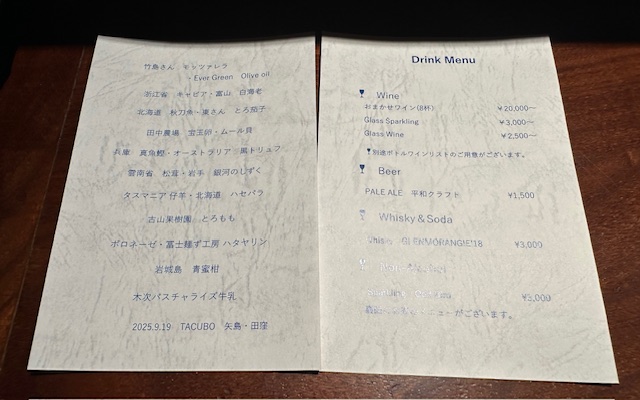 竹島さん モッツァレラ
・Ever Green Olive oil
浙江省 キャビア・富山 白海老
北海道 秋刀魚・東さん とろ茄子
田中農場 宝玉卵・ムール貝
兵庫 真魚鰹・オーストラリア 黒トリュフ
雲南省 松茸・岩手 銀河のしずく
タスマニア 仔羊・北海道 ハセパラ
古山果樹園 とろもも
ボロネーゼ・富士麺ず工房 ハタヤリン
岩城島 青蜜柑
木次パスチャライズ牛乳
2025.9.19 TACUBO 矢島・田窪
Drink Menu
Wine
おまかせワイン(8杯) ¥20,000〜
Glass Sparkling ¥3,000〜
Glass Wine ¥2,500〜
別途ボトルワインリストのご用意がございます。
Beer
PALE ALE 平和クラフト ¥1,500
Whisky & Soda
GLENMORANGIE18 ¥3,000
¥3,000
がございます。